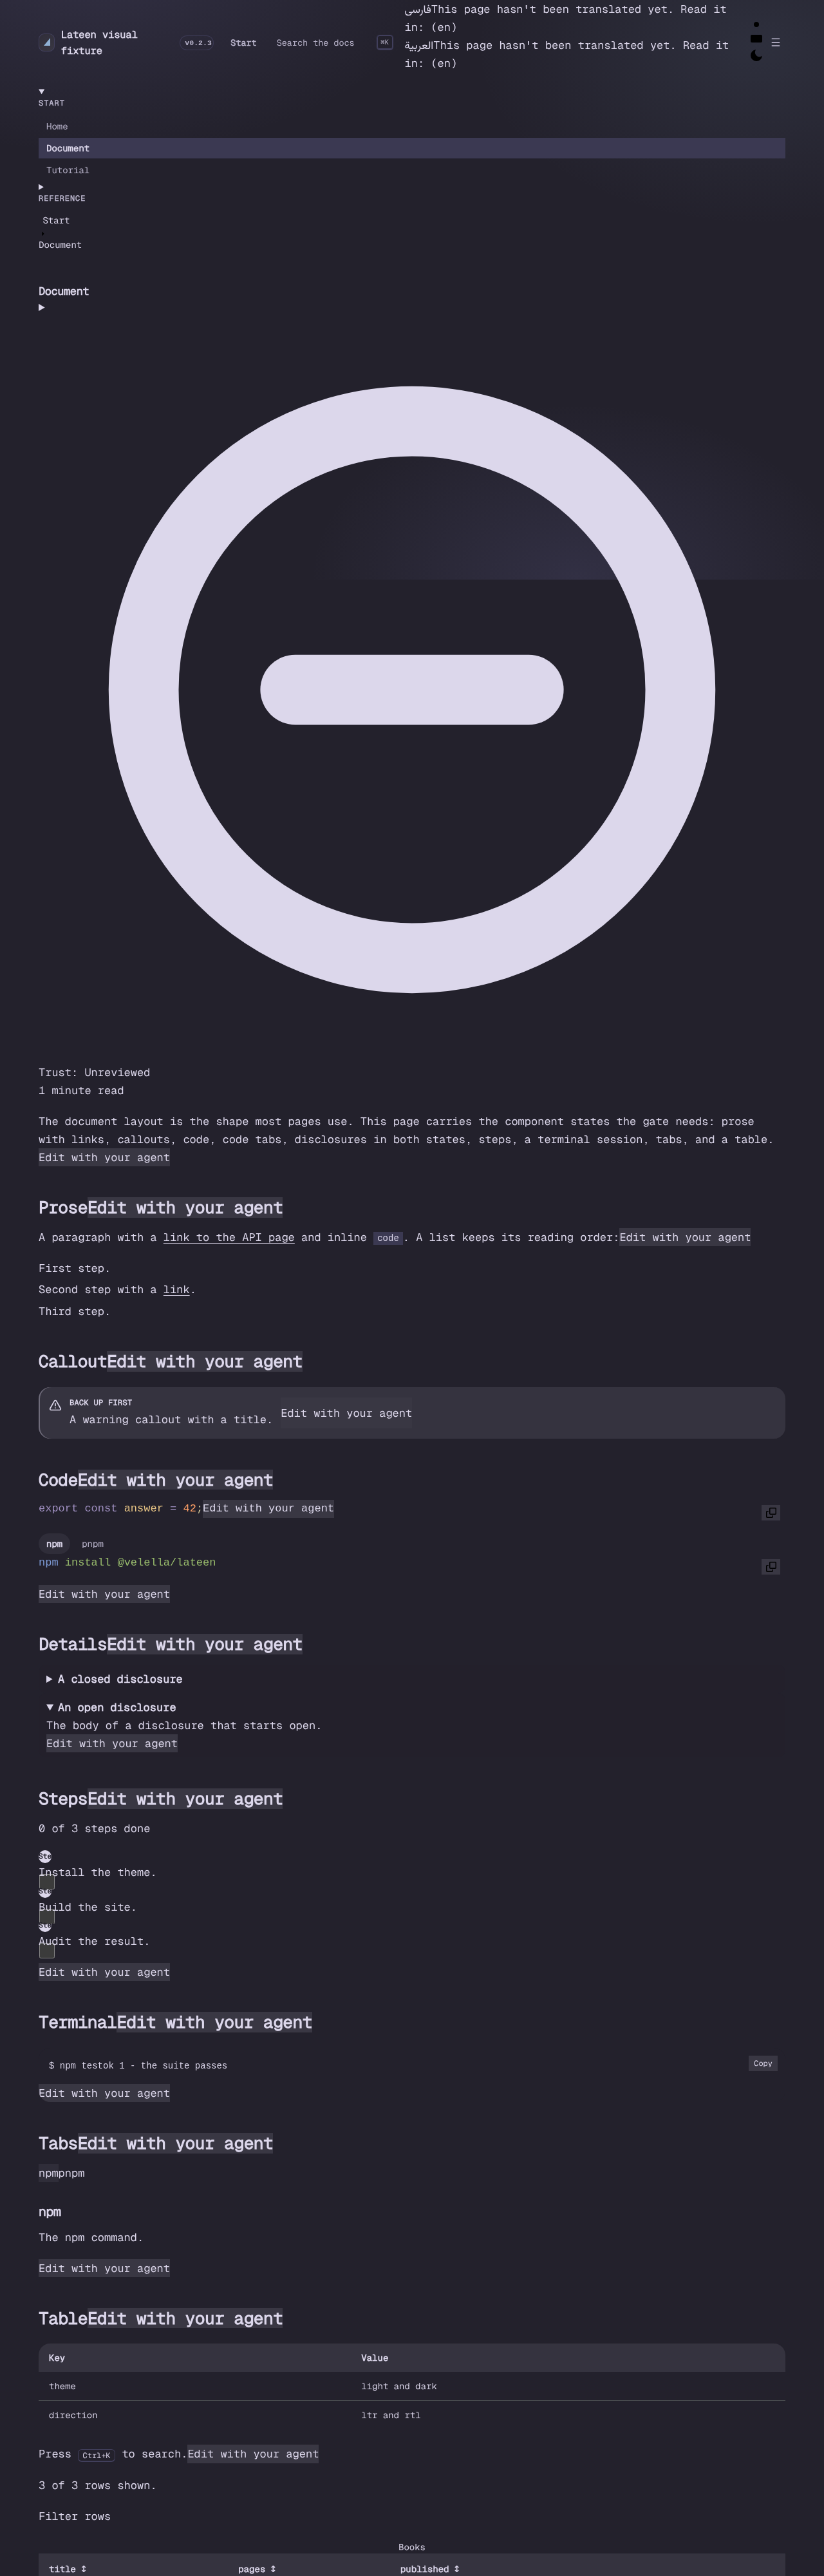 Lateen visual fixture
v0.2.3
Start
Search the docs
⌘K
فارسیThis page hasn't been translated yet. Read it in: (en)
العربيةThis page hasn't been translated yet. Read it in: (en)
START
Home
Document
Tutorial
REFERENCE
Start
Document
Document
Trust: Unreviewed
1 minute read
The document layout is the shape most pages use. This page carries the component states the gate needs: prose
with links, callouts, code, code tabs, disclosures in both states, steps, a terminal session, tabs, and a table.
Edit with your agent
ProseEdit with your agent
A paragraph with a link to the API page and inline code. A list keeps its reading order:Edit with your agent
First step.
Second step with a link.
Third step.
CalloutEdit with your agent
BACK UP FIRST
A warning callout with a title. Edit with your agent
CodeEdit with your agent
export const answer = 42;Edit with your agent
npm pnpm
npm install @velella/lateen
Edit with your agent
DetailsEdit with your agent
A closed disclosure
An open disclosure
The body of a disclosure that starts open.
Edit with your agent
StepsEdit with your agent
0 of 3 steps done
Install the theme.
Build the site.
Audit the result.
Edit with your agent
TerminalEdit with your agent
$ npm testok 1 - the suite passes
Copy
Edit with your agent
TabsEdit with your agent
npmpnpm
npm
The npm command.
Edit with your agent
TableEdit with your agent
Key Value
theme light and dark
direction ltr and rtl
Press Ctrl+K to search.Edit with your agent
3 of 3 rows shown.
Filter rows
Books
title ↕ pages ↕ published ↕